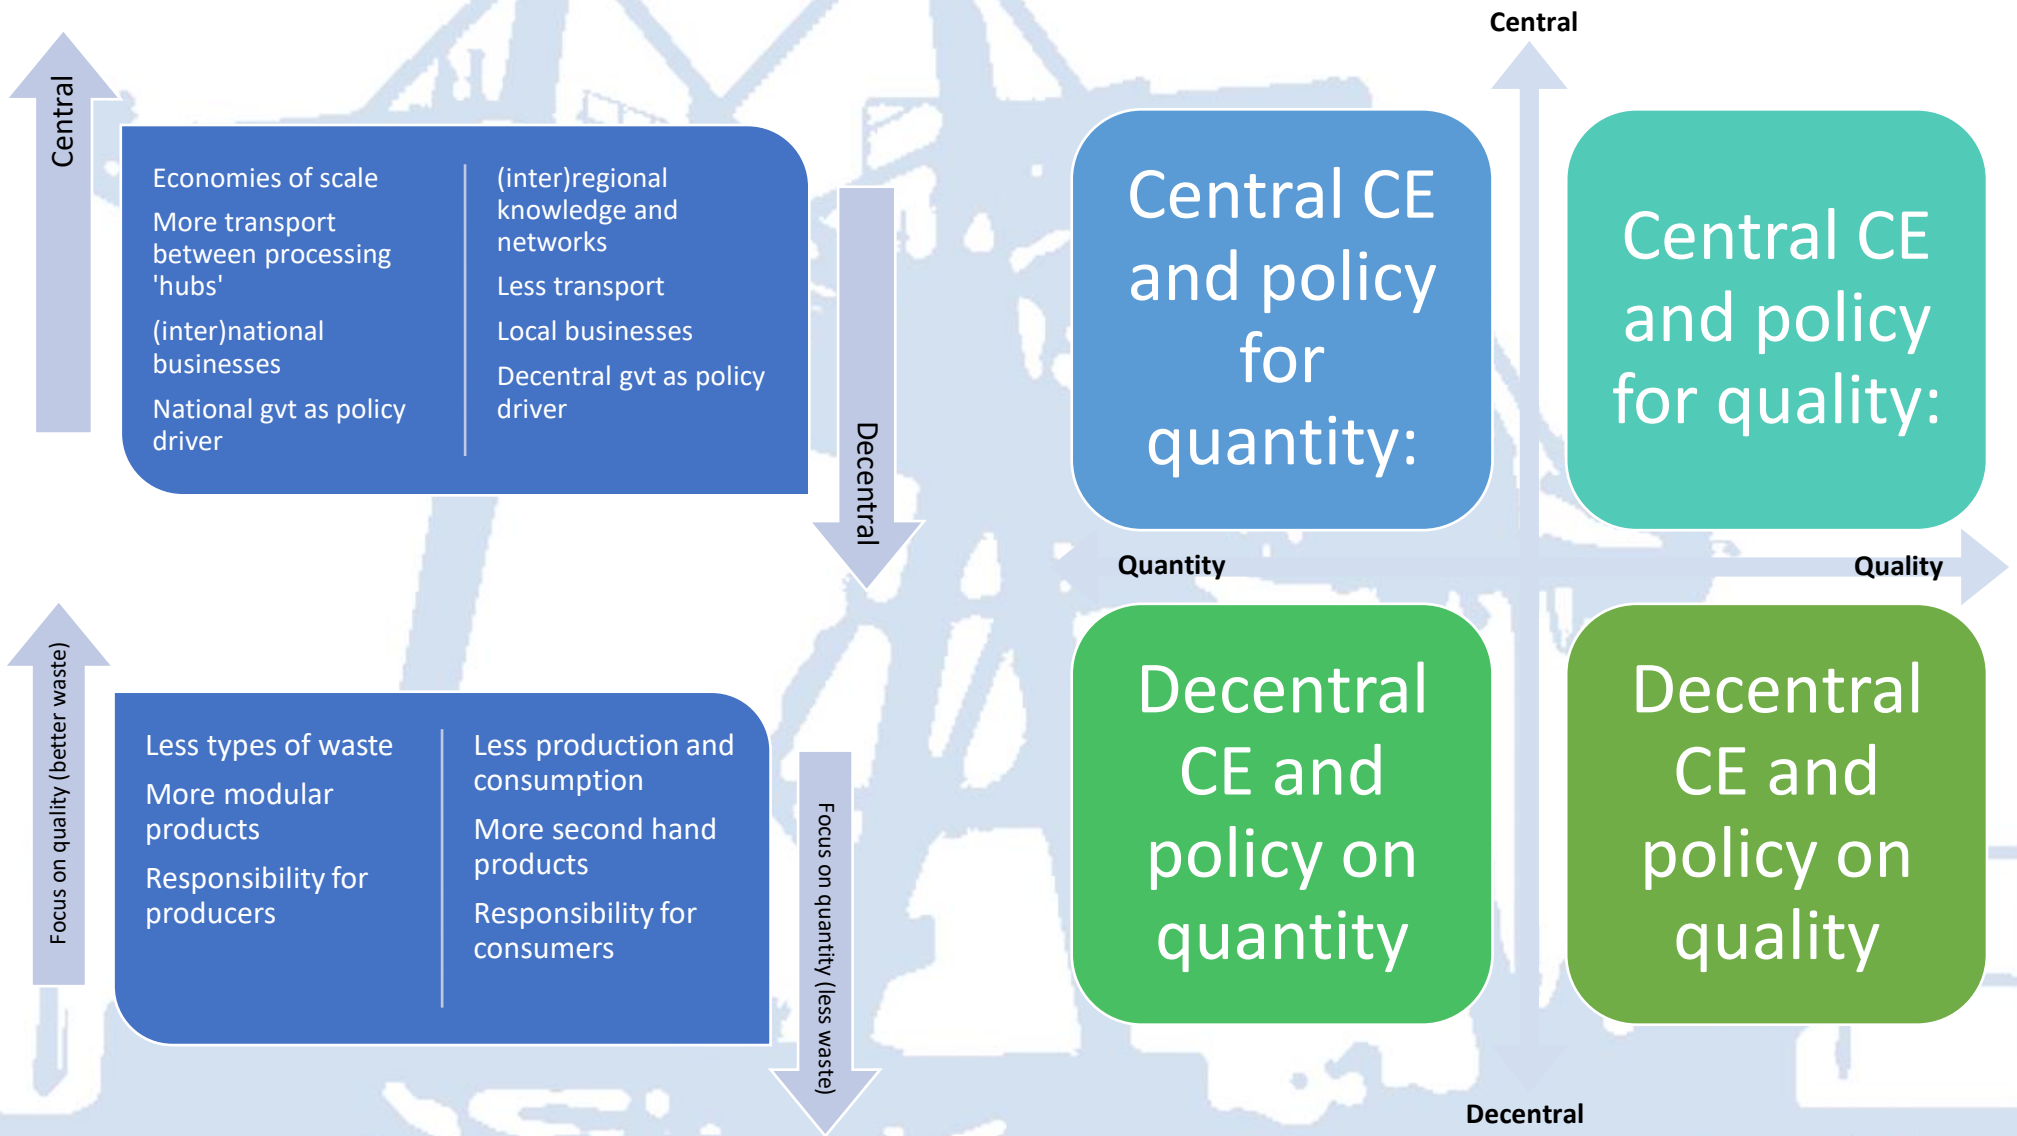 Central
Economies of scale
More transport
between processing
'hubs'
(inter)national
businesses
National gvt as policy
driver
(inter)regional
knowledge and
networks
Less transport
Local businesses
Decentral gvt as policy
driver
Decentral
Focus on quality (better waste)
Less types of waste
More modular
products
Responsibility for
producers
Less production and
consumption
More second hand
products
Responsibility for
consumers
Focus on quantity (less waste)
Central
Central CE
and policy
for
quantity:
Central CE
and policy
for quality:
Quantity
Quality
Decentral
CE and
policy on
quantity
Decentral
CE and
policy on
quality
Decentral